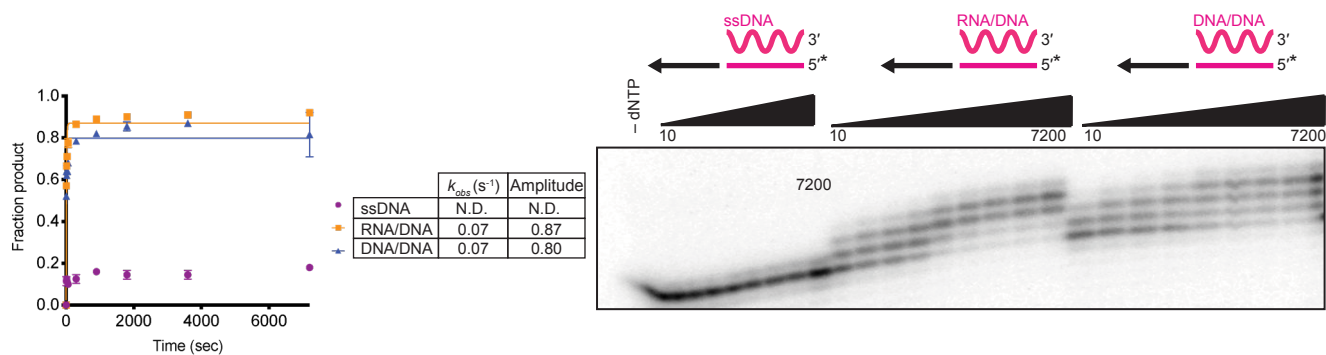 1.0
0.8
0.6
0.4
0.2
0.0
Fraction product
0 2000 4000 6000
Time (sec)
k_obs (s⁻¹) Amplitude
ssDNA N.D. N.D.
RNA/DNA 0.07 0.87
DNA/DNA 0.07 0.80
ssDNA
3′
5′*
RNA/DNA
3′
5′*
DNA/DNA
3′
5′*
– dNTP
10
10 7200
10 7200
7200